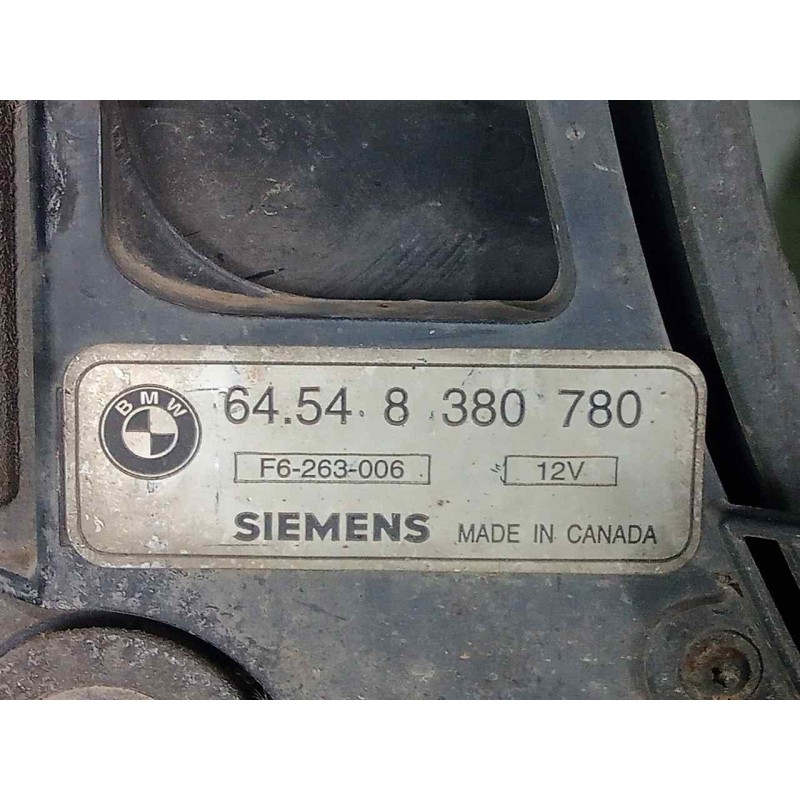 BMW
64.54 8 380 780
F6-263-006 12V
SIEMENS MADE IN CANADA